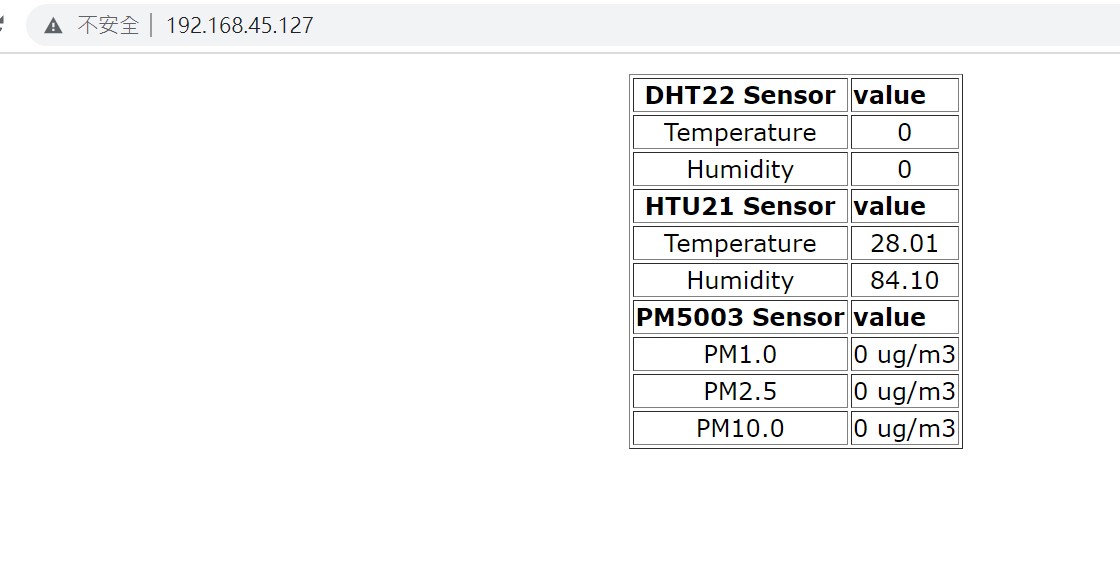 不安全 192.168.45.127
DHT22 Sensor value
Temperature 0
Humidity 0
HTU21 Sensor value
Temperature 28.01
Humidity 84.10
PM5003 Sensor value
PM1.0 0 ug/m3
PM2.5 0 ug/m3
PM10.0 0 ug/m3